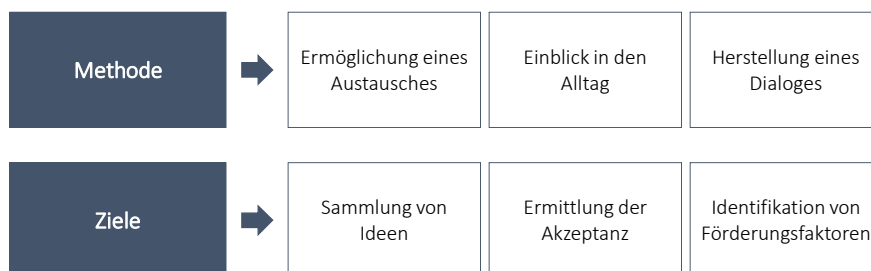 Methode
Ermöglichung eines
Austausches
Einblick in den
Alltag
Herstellung eines
Dialoges
Ziele
Sammlung von
Ideen
Ermittlung der
Akzeptanz
Identifikation von
Förderungsfaktoren